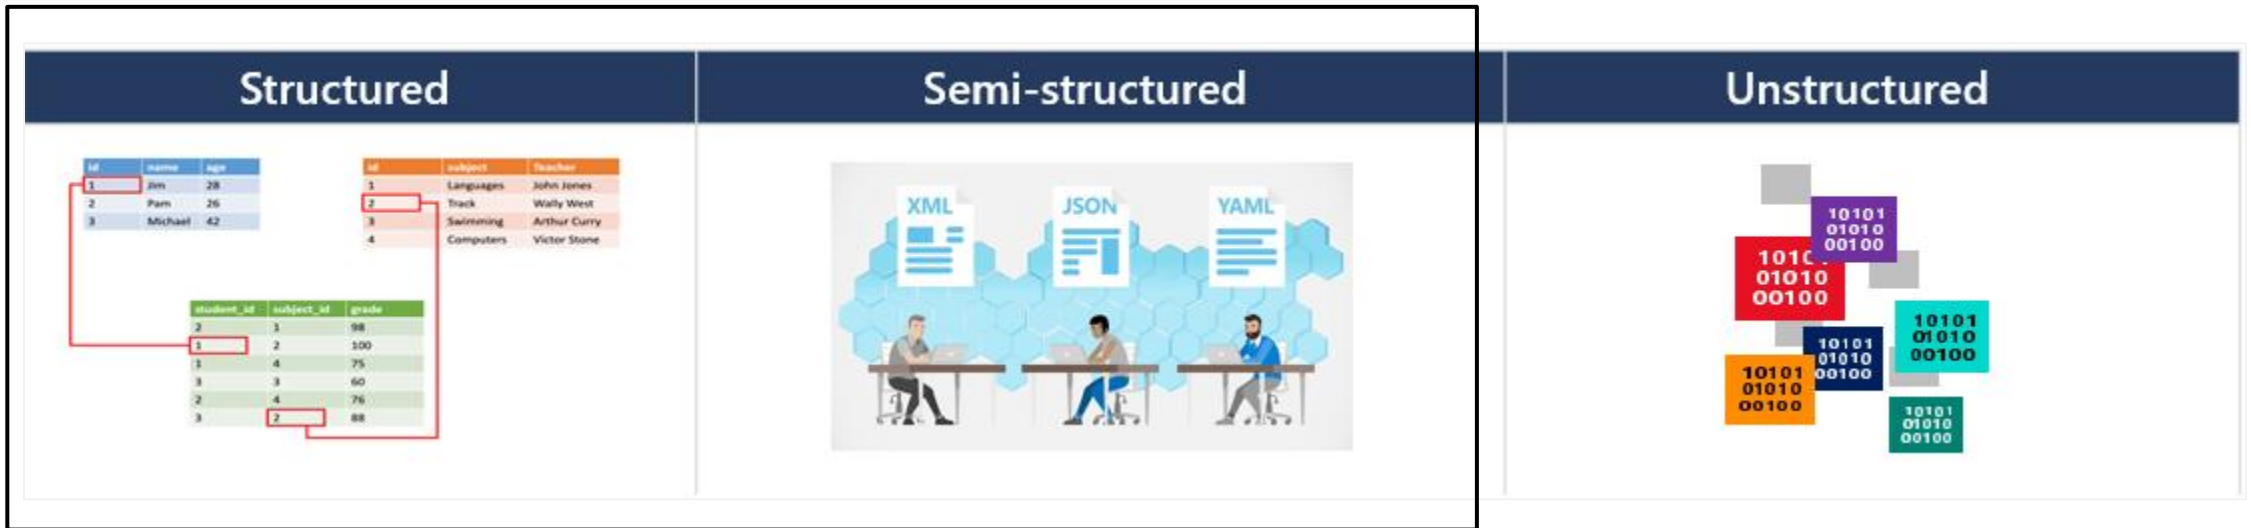 Structured
Semi-structured
Unstructured
id name age
1 Jim 28
2 Pam 26
3 Michael 42
id subject Teacher
1 Languages John Jones
2 Track Wally West
3 Swimming Arthur Curry
4 Computers Victor Stone
student_id subject_id grade
2 1 98
1 2 100
1 4 75
3 3 60
2 4 76
3 2 88
XML
JSON
YAML
10101
01010
00100
1010
01010
00100
10101
01010
00100
10101
01010
00100
10101
01010
00100
10101
01010
00100